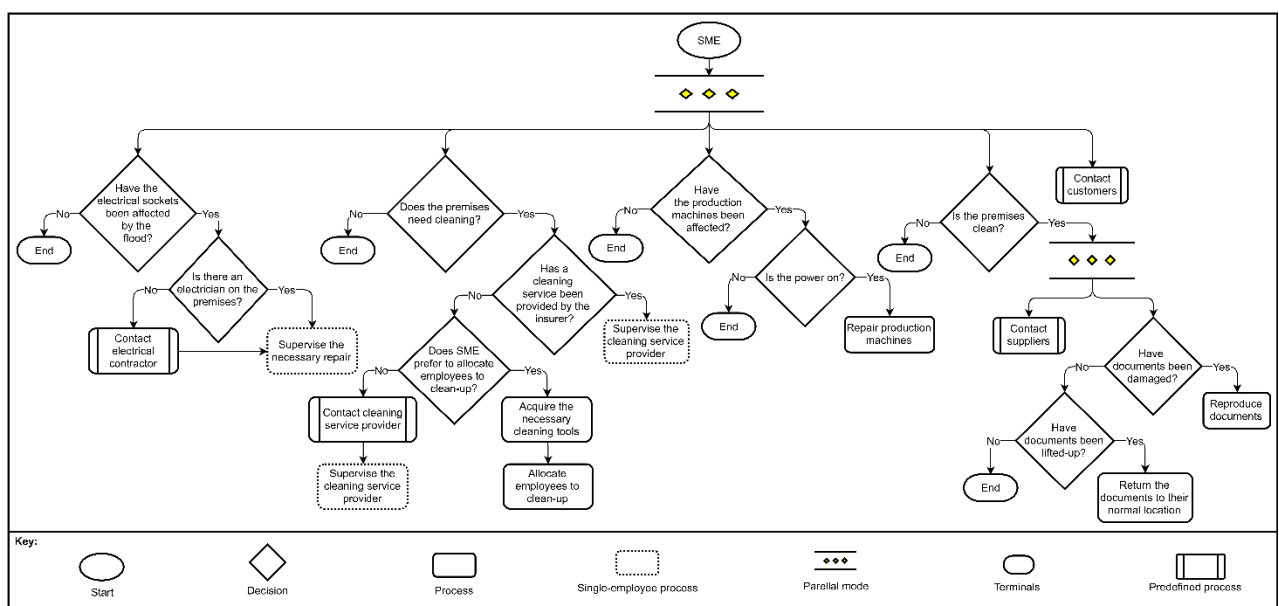 SME
Have the
electrical sockets
been affected
by the
flood?
No
Yes
End
Is there an
electrician on the
premises?
No
Yes
Contact
electrical
contractor
Supervise the
necessary repair
Does the premises
need cleaning?
No
Yes
End
Has a
cleaning
service been
provided by the
insurer?
No
Yes
Supervise the
cleaning service
provider
Does SME
prefer to allocate
employees to
clean-up?
No
Yes
Contact cleaning
service provider
Supervise the
cleaning service
provider
Acquire the
necessary
cleaning tools
Allocate
employees to
clean-up
Have
the production
machines been
affected?
No
Yes
End
Is the power on?
No
Yes
End
Repair production
machines
Is the premises
clean?
No
Yes
End
Contact
customers
Contact
suppliers
Have
documents been
damaged?
No
Yes
Reproduce
documents
Have
documents been
lifted-up?
No
Yes
End
Return the
documents to their
normal location
Key:
Start
Decision
Process
Single-employee process
Parellal mode
Terminals
Predefined process